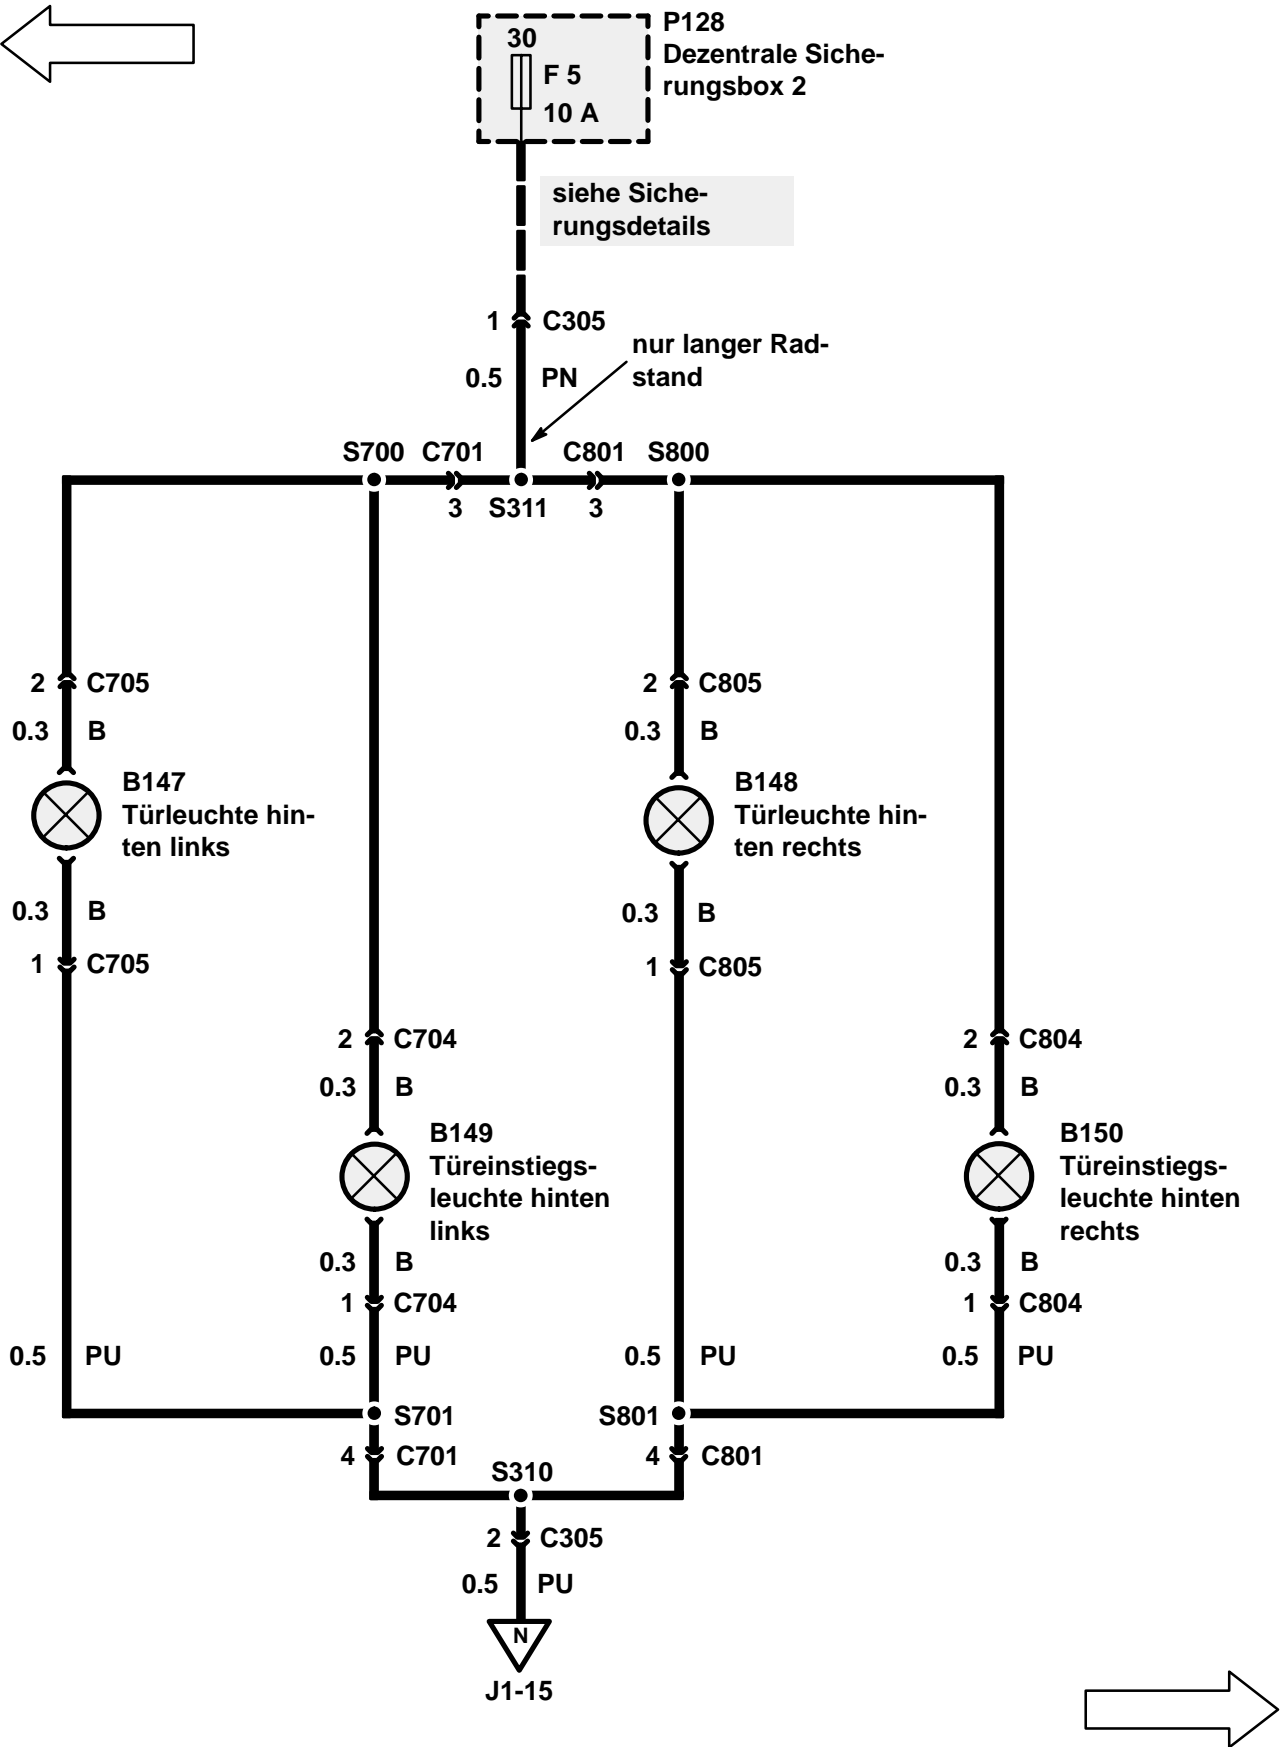 P128
30
Dezentrale Siche-
F 5
rungsbox 2
10 A
siehe Siche-
rungsdetails
1 C305
nur langer Rad-
0.5 PN stand
S700 C701 C801 S800
3 S311 3
2 C705 2 C805
0.3 B 0.3 B
B147 B148
Türleuchte hin- Türleuchte hin-
ten links ten rechts
0.3 B 0.3 B
1 C705 1 C805
2 C704 2 C804
0.3 B 0.3 B
B149 B150
Türeinstiegs- Türeinstiegs-
leuchte hinten leuchte hinten
links rechts
0.3 B 0.3 B
1 C704 1 C804
0.5 PU 0.5 PU 0.5 PU 0.5 PU
S701 S801
4 C701 4 C801
S310
2 C305
0.5 PU
N
J1-15